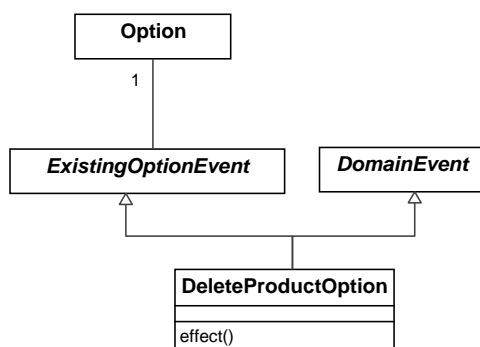 Option
1
ExistingOptionEvent
DomainEvent
DeleteProductOption
effect()